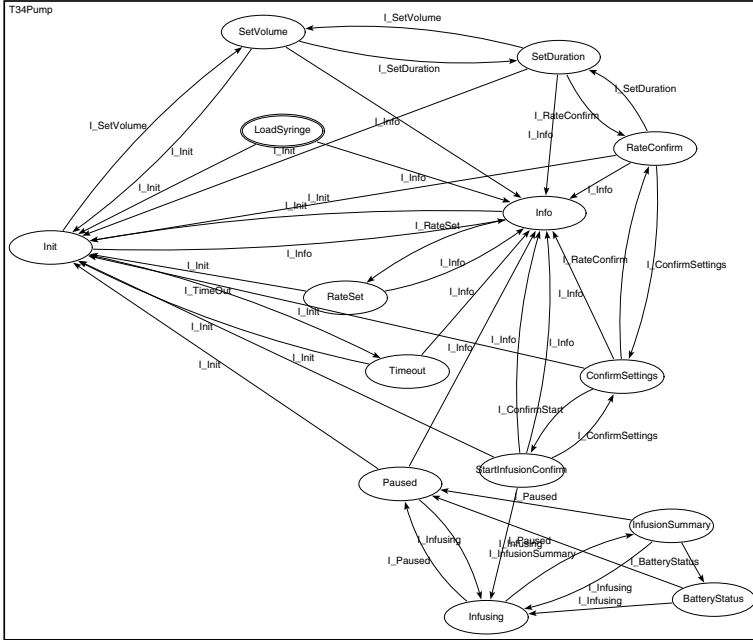 T34Pump
I_SetVolume
SetVolume
SetDuration
I_SetDuration
I_SetDuration
I_SetVolume
I_RateConfirm
LoadSyringe
I_Info
I_Info
RateConfirm
I_Init
I_Info
I_Init
I_Info
I_Init
I_Init
Info
I_RateSet
Init
I_Info
I_RateConfirm
I_ConfirmSettings
I_Init
I_TimeOut
RateSet
I_Info
I_Info
I_Init
I_Info
I_Info
I_Info
I_Init
I_Init
Timeout
ConfirmSettings
I_ConfirmStart
I_ConfirmSettings
StartInfusionConfirm
Paused
I_Paused
InfusionSummary
I_Infusing
I_Infusing
I_Paused
I_InfusionSummary
I_Paused
I_BatteryStatus
I_Infusing
I_Infusing
BatteryStatus
Infusing